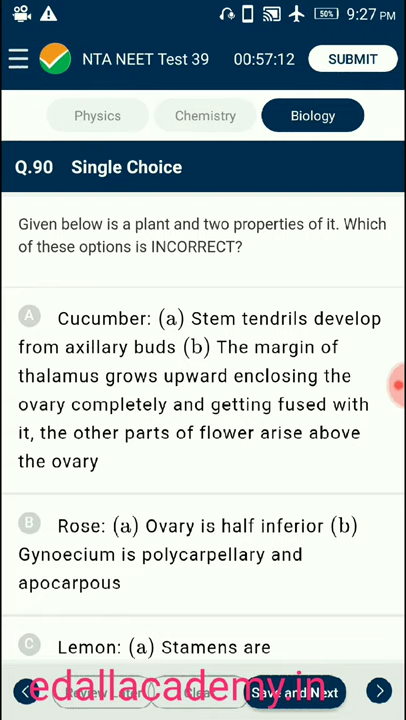 50% 9:27 PM
NTA NEET Test 39 00:57:12 SUBMIT
Physics Chemistry Biology
Q.90 Single Choice
Given below is a plant and two properties of it. Which
of these options is INCORRECT?
A Cucumber: (a) Stem tendrils develop
from axillary buds (b) The margin of
thalamus grows upward enclosing the
ovary completely and getting fused with
it, the other parts of flower arise above
the ovary
B Rose: (a) Ovary is half inferior (b)
Gynoecium is polycarpellary and
apocarpous
C Lemon: (a) Stamens are
Review Later Clear Save and Next
edallacademy.in